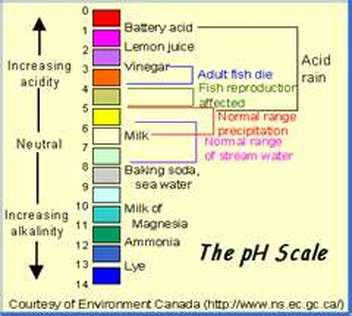 0
1
Battery acid
2
Lemon juice
Increasing
acidity
Vinegar
3
Adult fish die
Acid
rain
4
Fish reproduction
affected
5
Normal range
precipitation
6
Neutral
Milk
7
Normal range
of stream water
8
Baking soda,
sea water
9
10
Increasing
alkalinity
Milk of
Magnesia
11
12
Ammonia
The pH Scale
13
Lye
14
Courtesy of Environment Canada (http://www.ns.ec.gc.ca/)